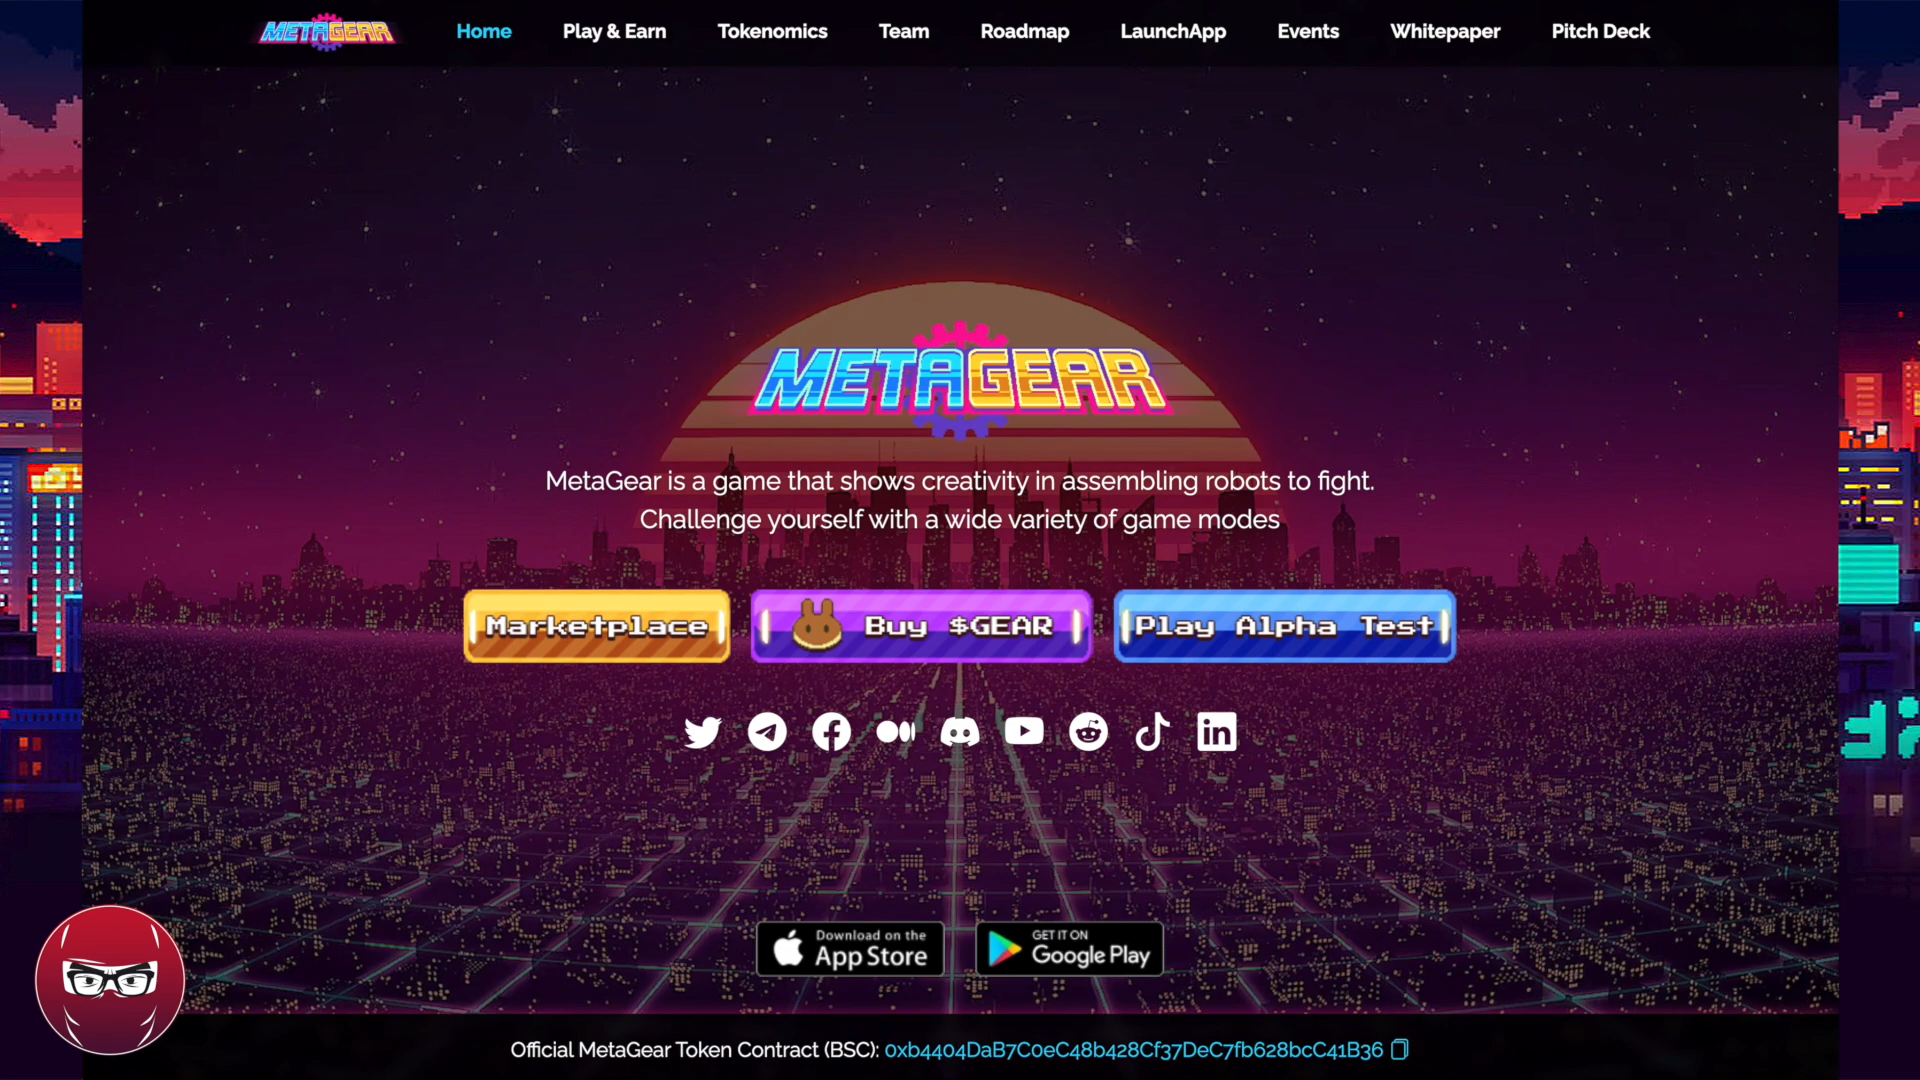 METAGEAR
Home
Play & Earn
Tokenomics
Team
Roadmap
LaunchApp
Events
Whitepaper
Pitch Deck
METAGEAR
MetaGear is a game that shows creativity in assembling robots to fight.
Challenge yourself with a wide variety of game modes
Marketplace
Buy $GEAR
Play Alpha Test
Download on the
App Store
GET IT ON
Google Play
Official MetaGear Token Contract (BSC): 0xb4404DaB7C0eC48b428Cf37DeC7fb628bcC41B36